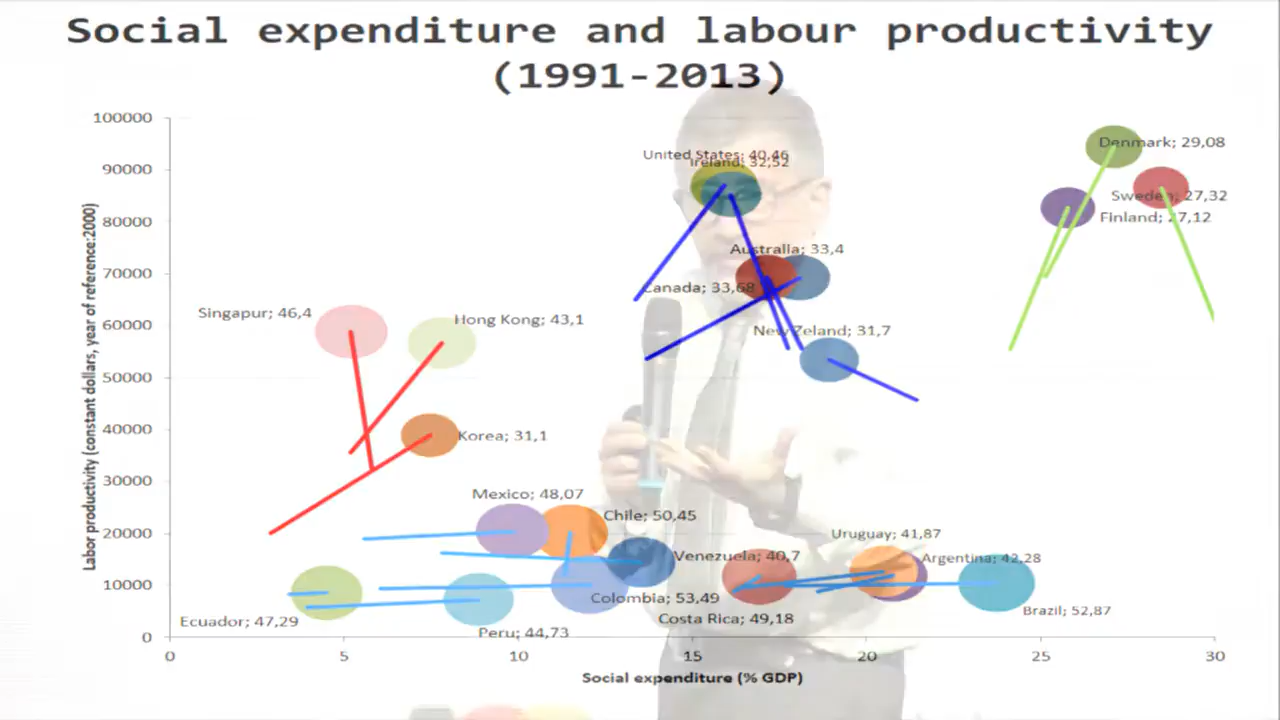 Social expenditure and labour productivity
(1991-2013)
100000
90000
80000
70000
60000
50000
40000
30000
20000
10000
0
Labor productivity (constant dollars, year of reference:2000)
United States; 40,46
Ireland; 32,52
Denmark; 29,08
Sweden; 27,32
Finland; 27,12
Australia; 33,4
Canada; 33,68
Singapur; 46,4
Hong Kong; 43,1
New Zeland; 31,7
Korea; 31,1
Mexico; 48,07
Chile; 50,45
Uruguay; 41,87
Venezuela; 40,7
Argentina; 42,28
Colombia; 53,49
Brazil; 52,87
Ecuador; 47,29
Costa Rica; 49,18
Peru; 44,73
0 5 10 15 20 25 30
Social expenditure (% GDP)